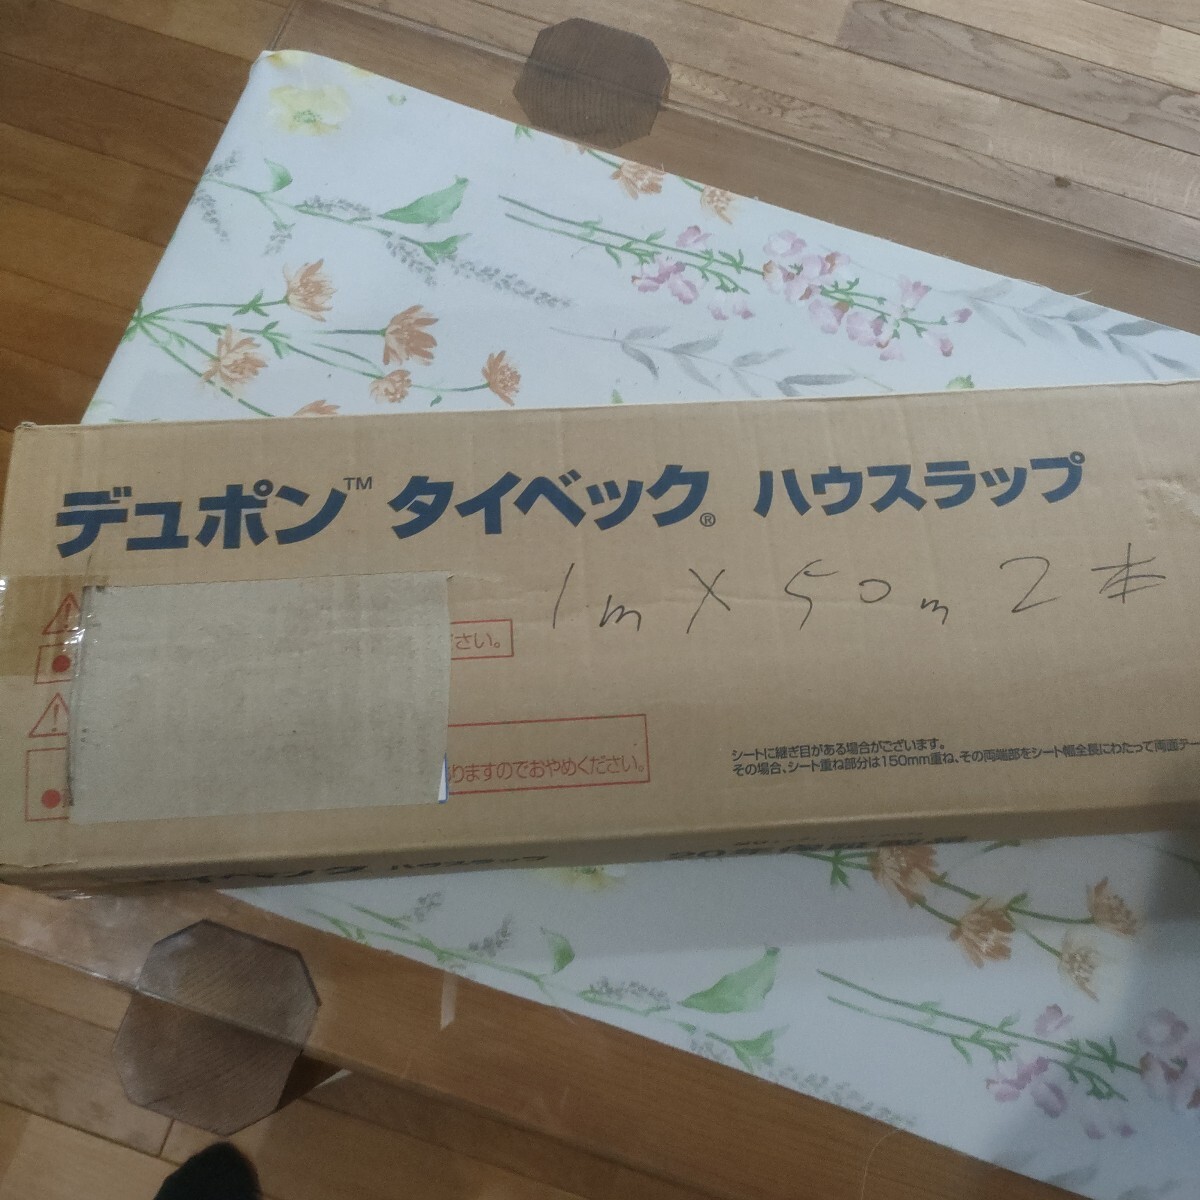 デュポン™ タイベック® ハウスラップ
1m×50m 2本
さい。
りますのでおやめください。
シートに継ぎ目がある場合がございます。
その場合、シート重ね部分は150mm重ね、その両端部をシート幅全長にわたって両面テー